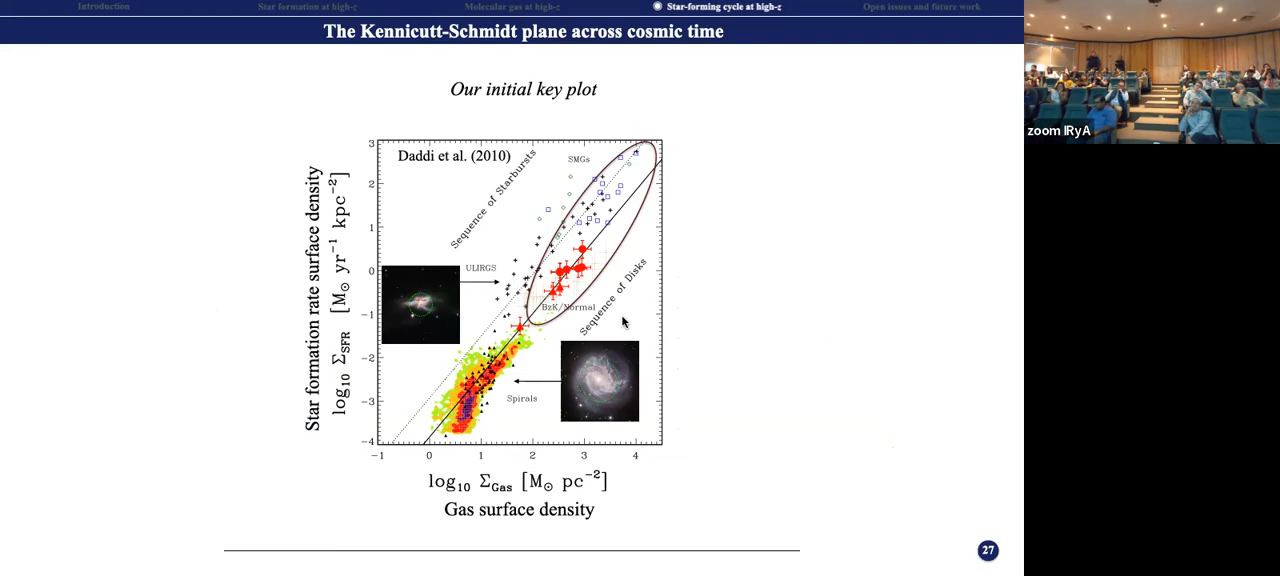 Introduction
Star formation at high-z
Molecular gas at high-z
Star-forming cycle at high-z
Open issues and future work
The Kennicutt-Schmidt plane across cosmic time
zoom IRyA
Our initial key plot
Daddi et al. (2010)
SMGs
Sequence of Starbursts
ULIRGS
BzK/Normal
Sequence of Disks
Spirals
3
2
1
0
−1
−2
−3
−4
−1 0 1 2 3 4
Star formation rate surface density
log₁₀ Σ_SFR [M⊙ yr⁻¹ kpc⁻²]
log₁₀ Σ_Gas [M⊙ pc⁻²]
Gas surface density
27